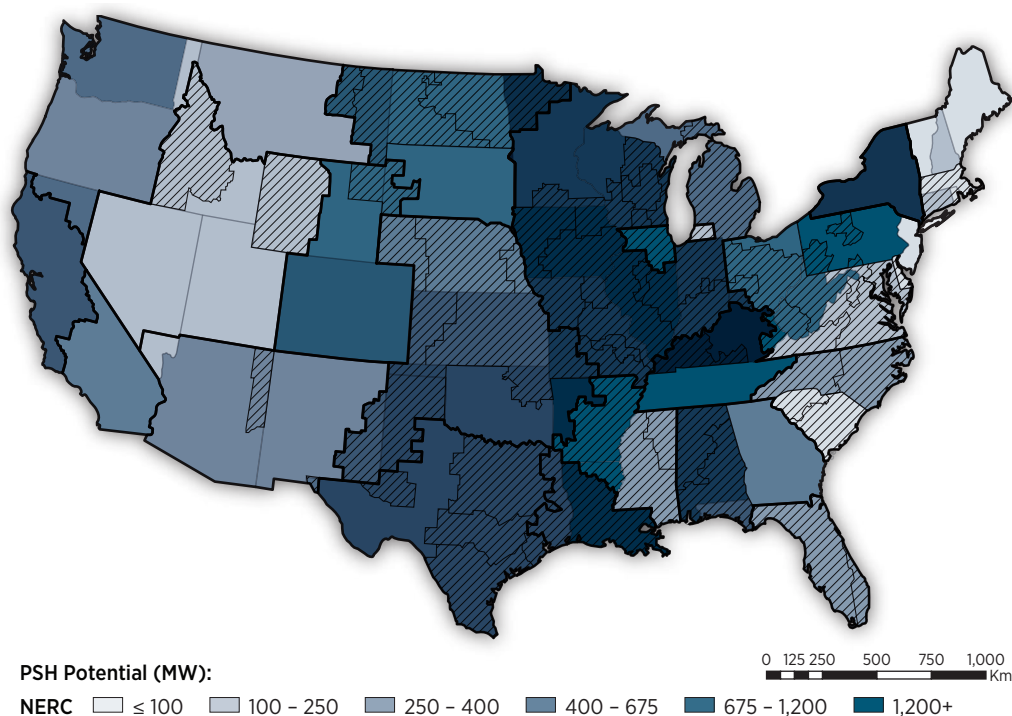 PSH Potential (MW):
0 125 250 500 750 1,000
Km
NERC ≤ 100 100 – 250 250 – 400 400 – 675 675 – 1,200 1,200+